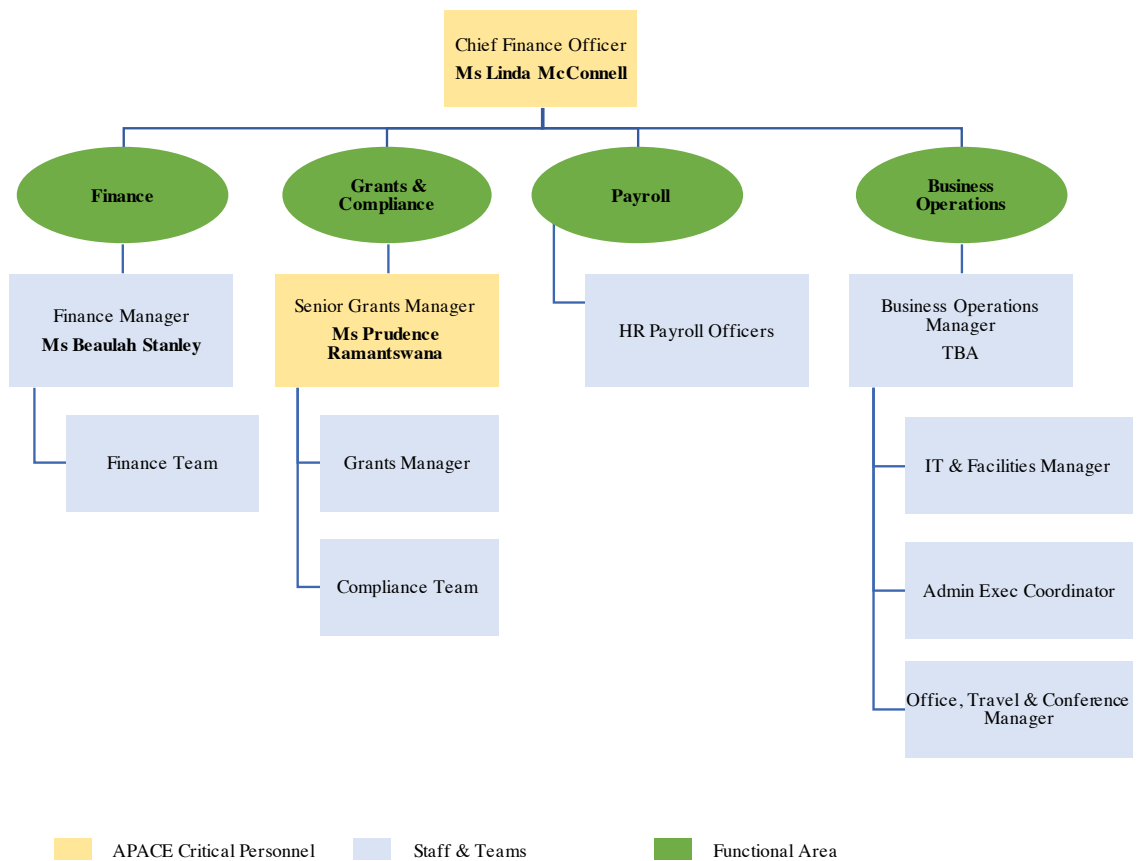 Chief Finance Officer
Ms Linda McConnell
Finance
Grants &
Compliance
Payroll
Business
Operations
Finance Manager
Ms Beaulah Stanley
Senior Grants Manager
Ms Prudence
Ramantswana
HR Payroll Officers
Business Operations
Manager
TBA
Finance Team
Grants Manager
IT & Facilities Manager
Compliance Team
Admin Exec Coordinator
Office, Travel & Conference
Manager
APACE Critical Personnel
Staff & Teams
Functional Area